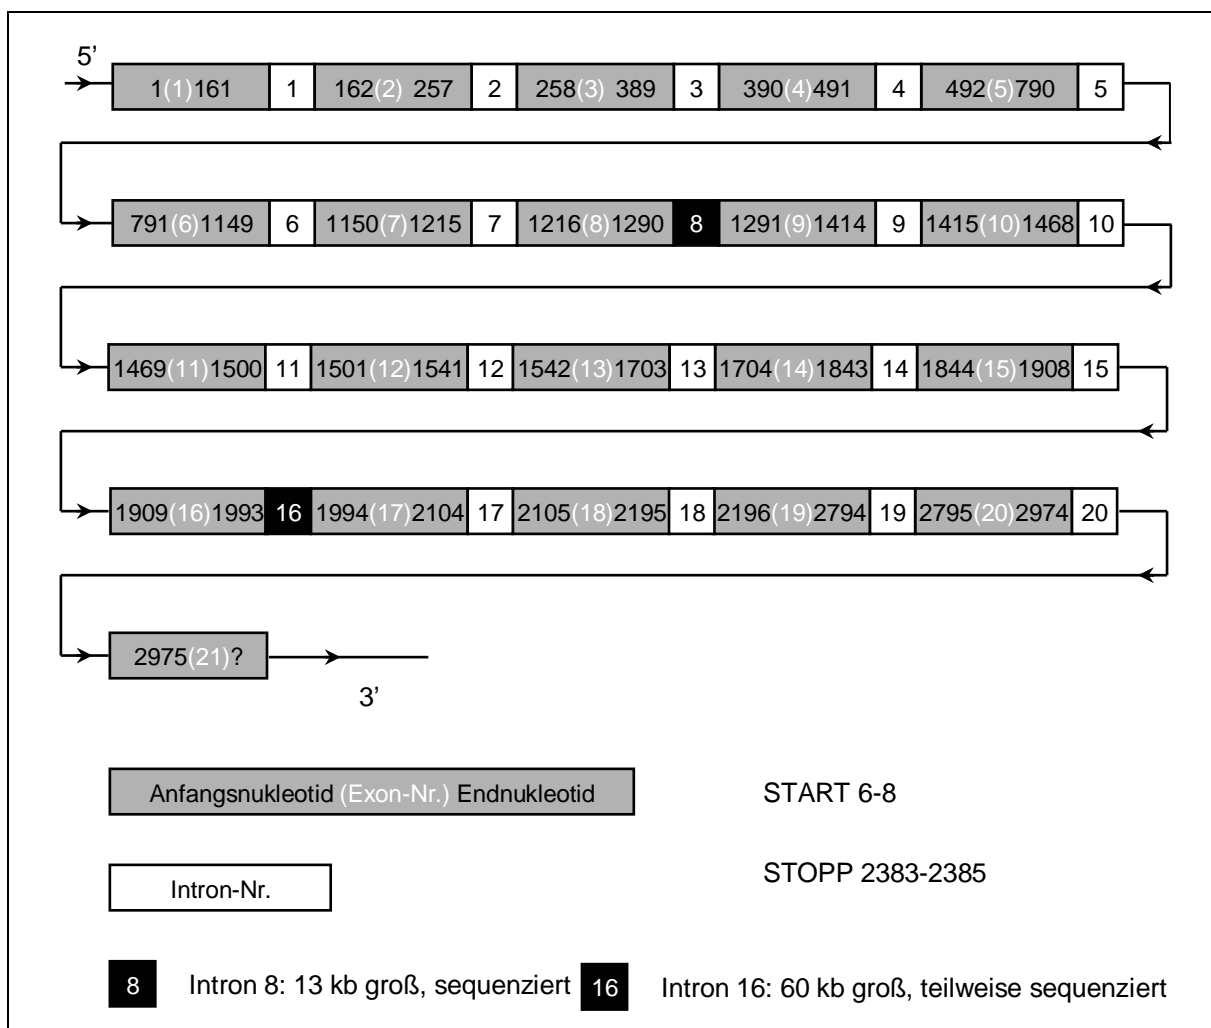 5’
1(1)161 1 162(2) 257 2 258(3) 389 3 390(4)491 4 492(5)790 5
791(6)1149 6 1150(7)1215 7 1216(8)1290 8 1291(9)1414 9 1415(10)1468 10
1469(11)1500 11 1501(12)1541 12 1542(13)1703 13 1704(14)1843 14 1844(15)1908 15
1909(16)1993 16 1994(17)2104 17 2105(18)2195 18 2196(19)2794 19 2795(20)2974 20
2975(21)?
3’
Anfangsnukleotid (Exon-Nr.) Endnukleotid START 6-8
Intron-Nr. STOPP 2383-2385
8 Intron 8: 13 kb groß, sequenziert 16 Intron 16: 60 kb groß, teilweise sequenziert